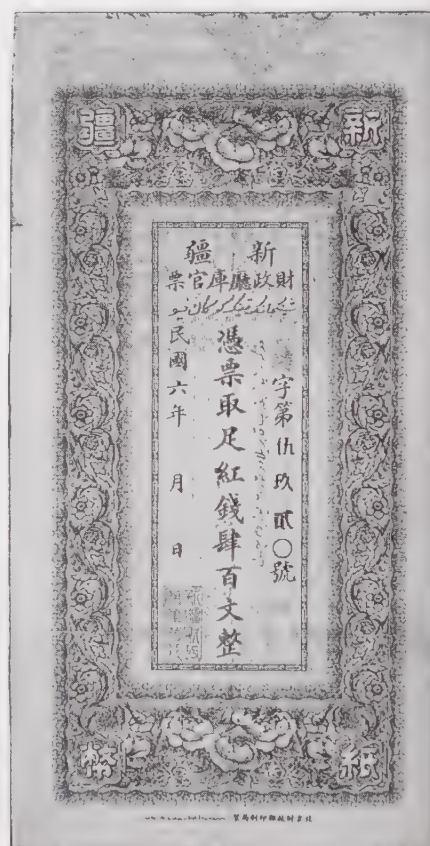 新疆
紙幣
新疆
財政廳庫官票
字第伍玖貳〇號
憑票取足紅錢肆百文整
民國六年 月 日